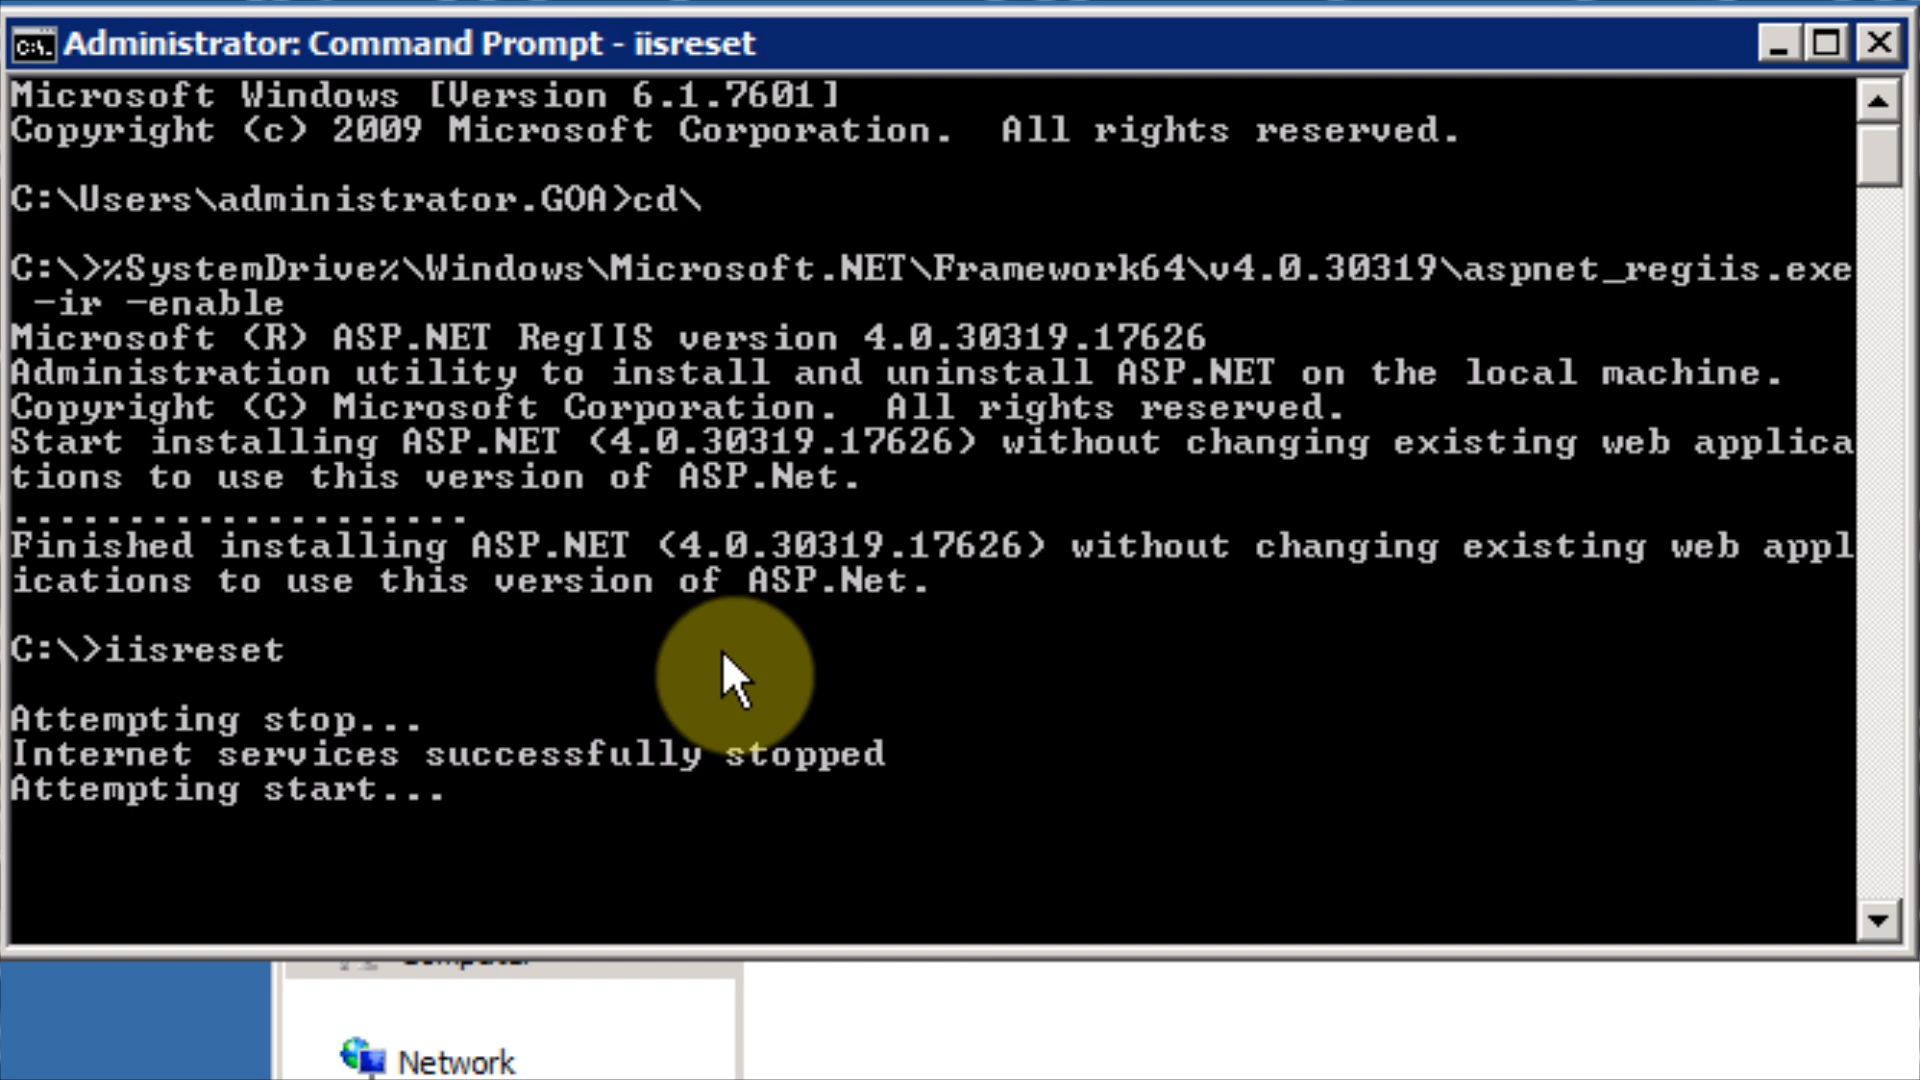 Administrator: Command Prompt - iisreset
Microsoft Windows [Version 6.1.7601]
Copyright (c) 2009 Microsoft Corporation.  All rights reserved.
C:\Users\administrator.GOA>cd\
C:\>%SystemDrive%\Windows\Microsoft.NET\Framework64\v4.0.30319\aspnet_regiis.exe
 -ir -enable
Microsoft (R) ASP.NET RegIIS version 4.0.30319.17626
Administration utility to install and uninstall ASP.NET on the local machine.
Copyright (C) Microsoft Corporation.  All rights reserved.
Start installing ASP.NET (4.0.30319.17626) without changing existing web applica
tions to use this version of ASP.Net.
....................
Finished installing ASP.NET (4.0.30319.17626) without changing existing web appl
ications to use this version of ASP.Net.
C:\>iisreset
Attempting stop...
Internet services successfully stopped
Attempting start...
Computer
Network